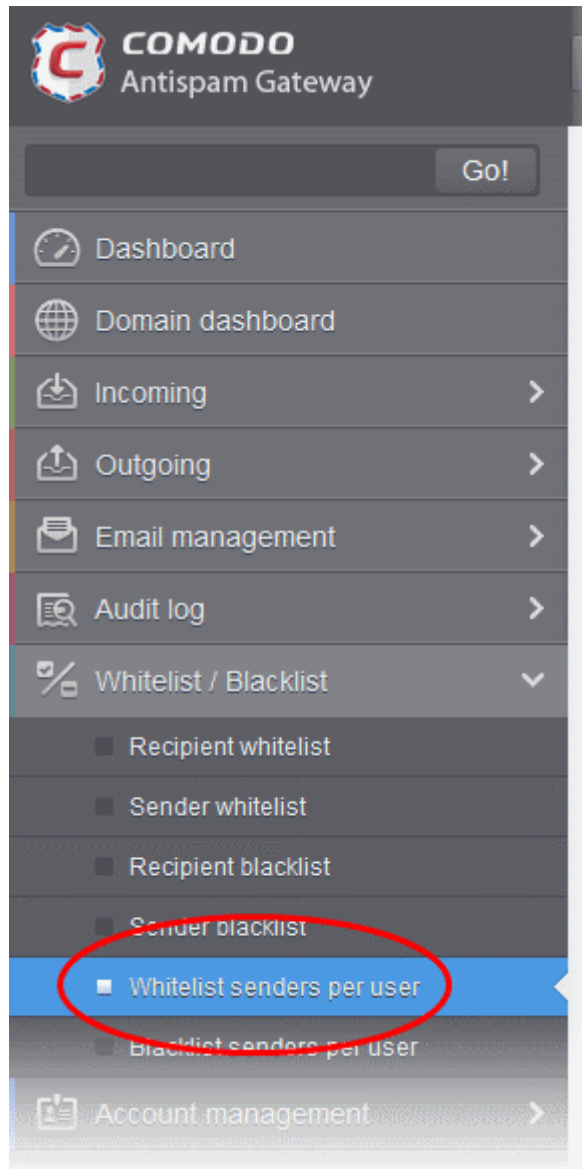 COMODO
Antispam Gateway
Go!
Dashboard
Domain dashboard
Incoming
Outgoing
Email management
Audit log
Whitelist / Blacklist
Recipient whitelist
Sender whitelist
Recipient blacklist
Sender blacklist
Whitelist senders per user
Blacklist senders per user
Account management